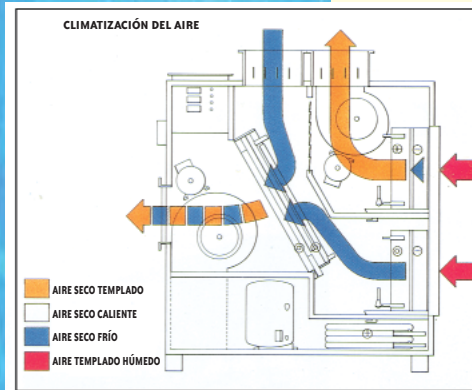 CLIMATIZACIÓN DEL AIRE
AIRE SECO TEMPLADO
AIRE SECO CALIENTE
AIRE SECO FRÍO
AIRE TEMPLADO HÚMEDO